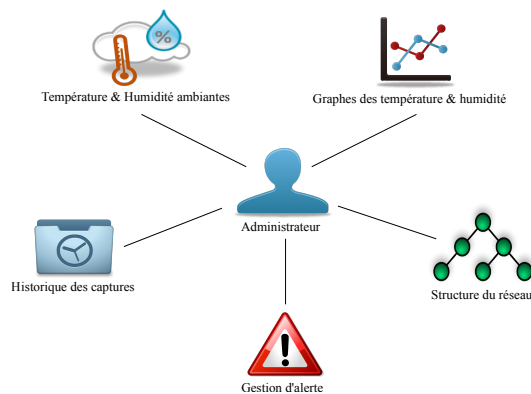 %
Température & Humidité ambiantes
Graphes des température & humidité
Administrateur
Historique des captures
Structure du réseau
Gestion d'alerte